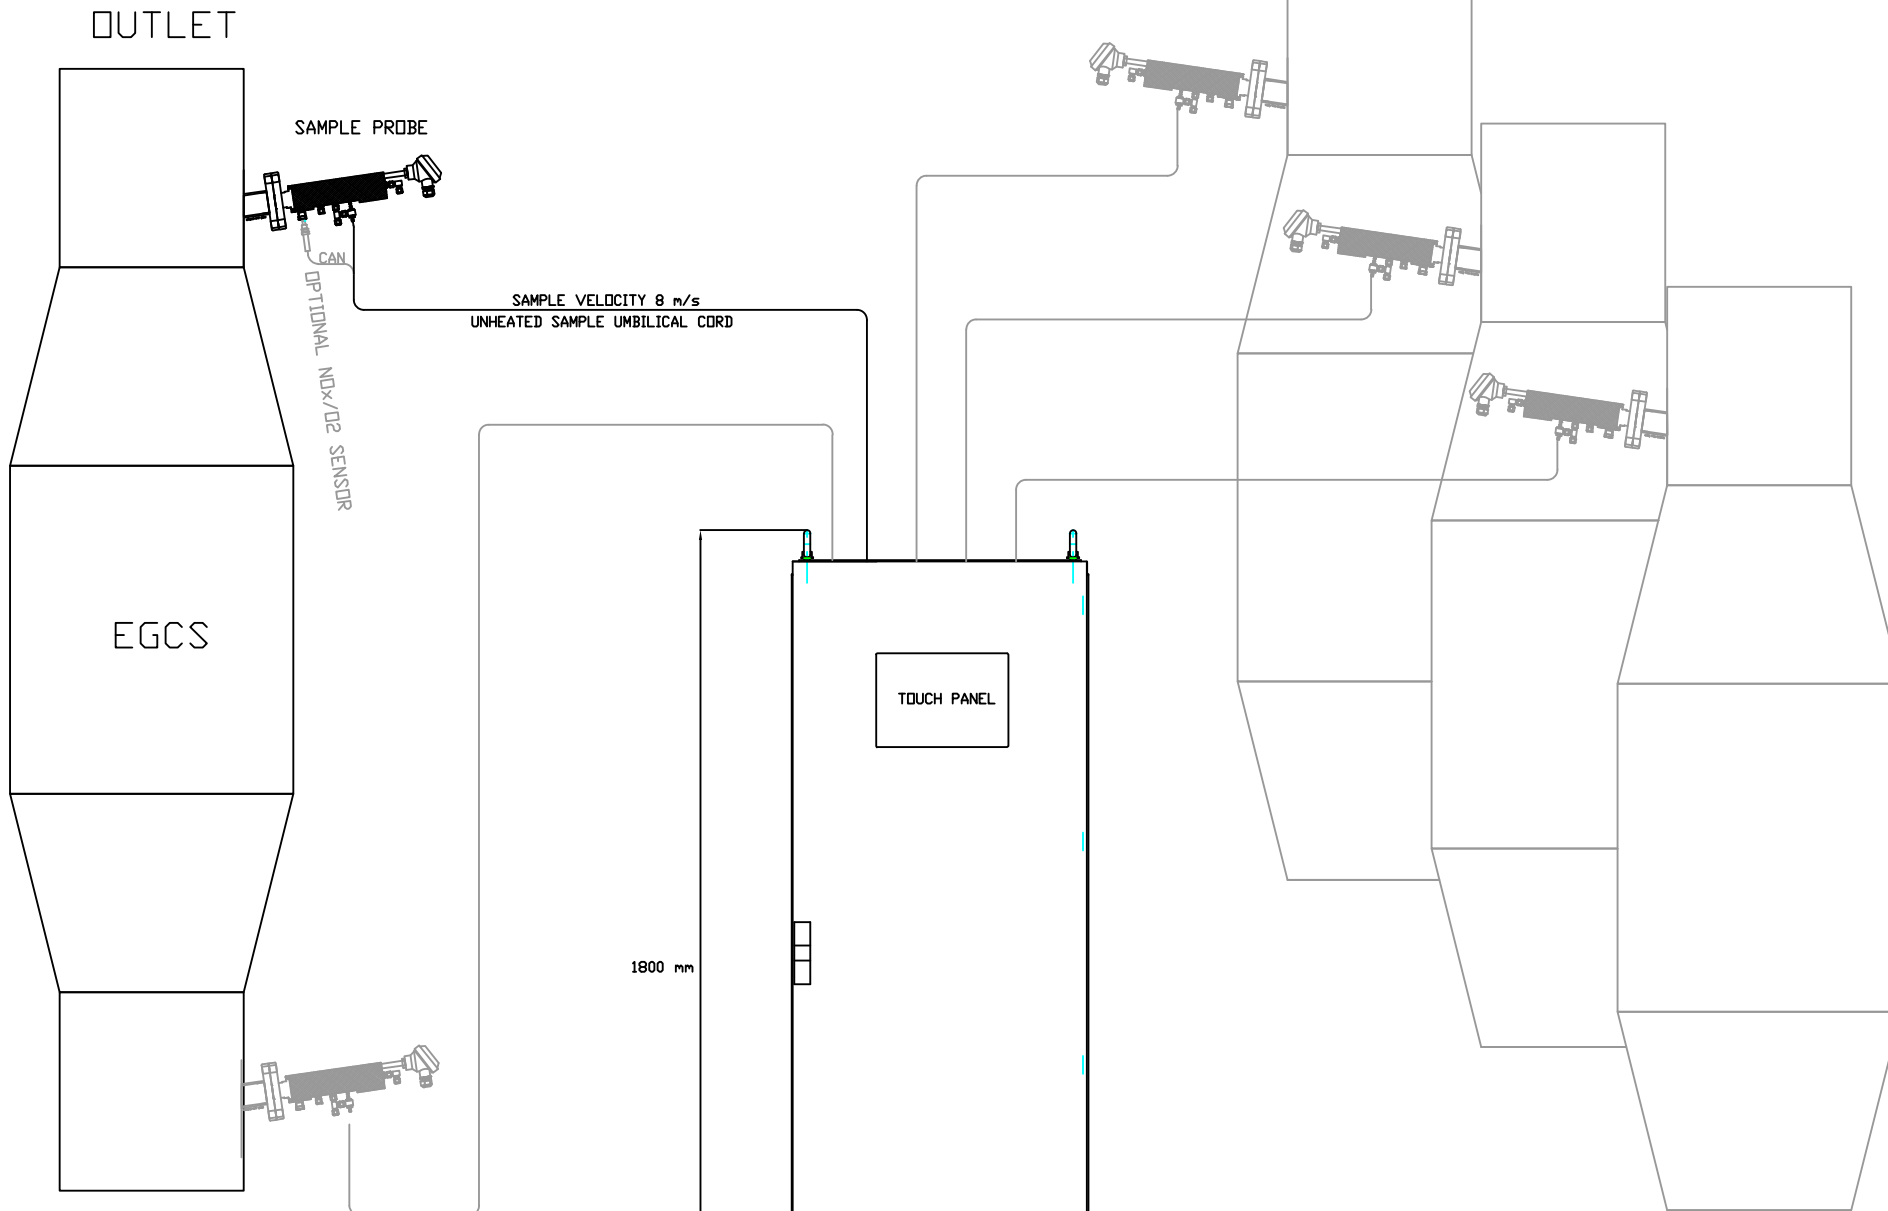 OUTLET
SAMPLE PROBE
CAN
OPTIONAL NOx/O2 SENSOR
SAMPLE VELOCITY 8 m/s
UNHEATED SAMPLE UMBILICAL CORD
EGCS
TOUCH PANEL
1800 mm